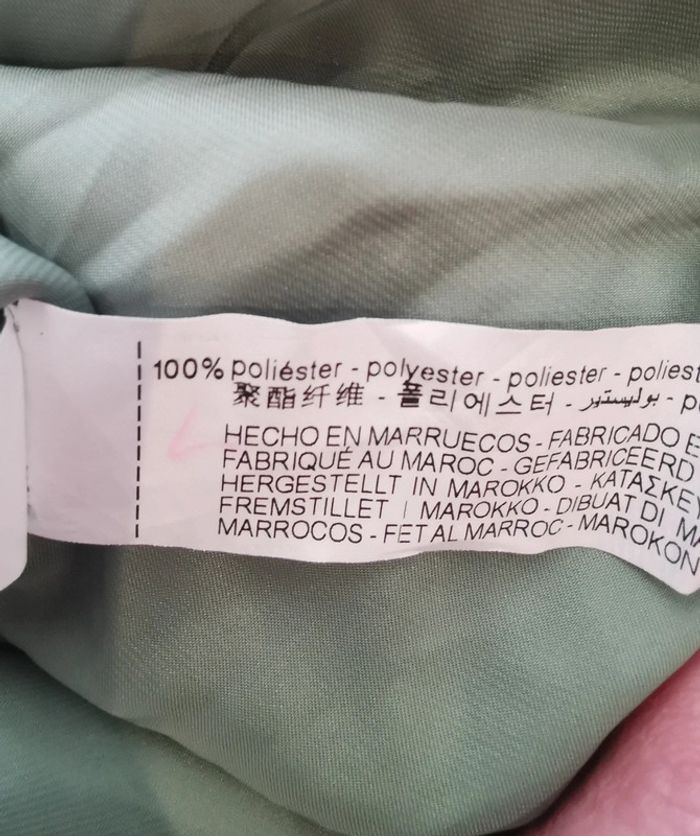 100% poliéster - polyester - poliester - poliest
聚酯纤维 - 폴리에스터 - بوليستير - p
HECHO EN MARRUECOS - FABRICADO E
FABRIQUÉ AU MAROC - GEFABRICEERD
HERGESTELLT IN MAROKKO - ΚΑΤΑΣΚΕΥ
FREMSTILLET I MAROKKO - DIBUAT DI MA
MARROCOS - FET AL MARROC - MAROKON